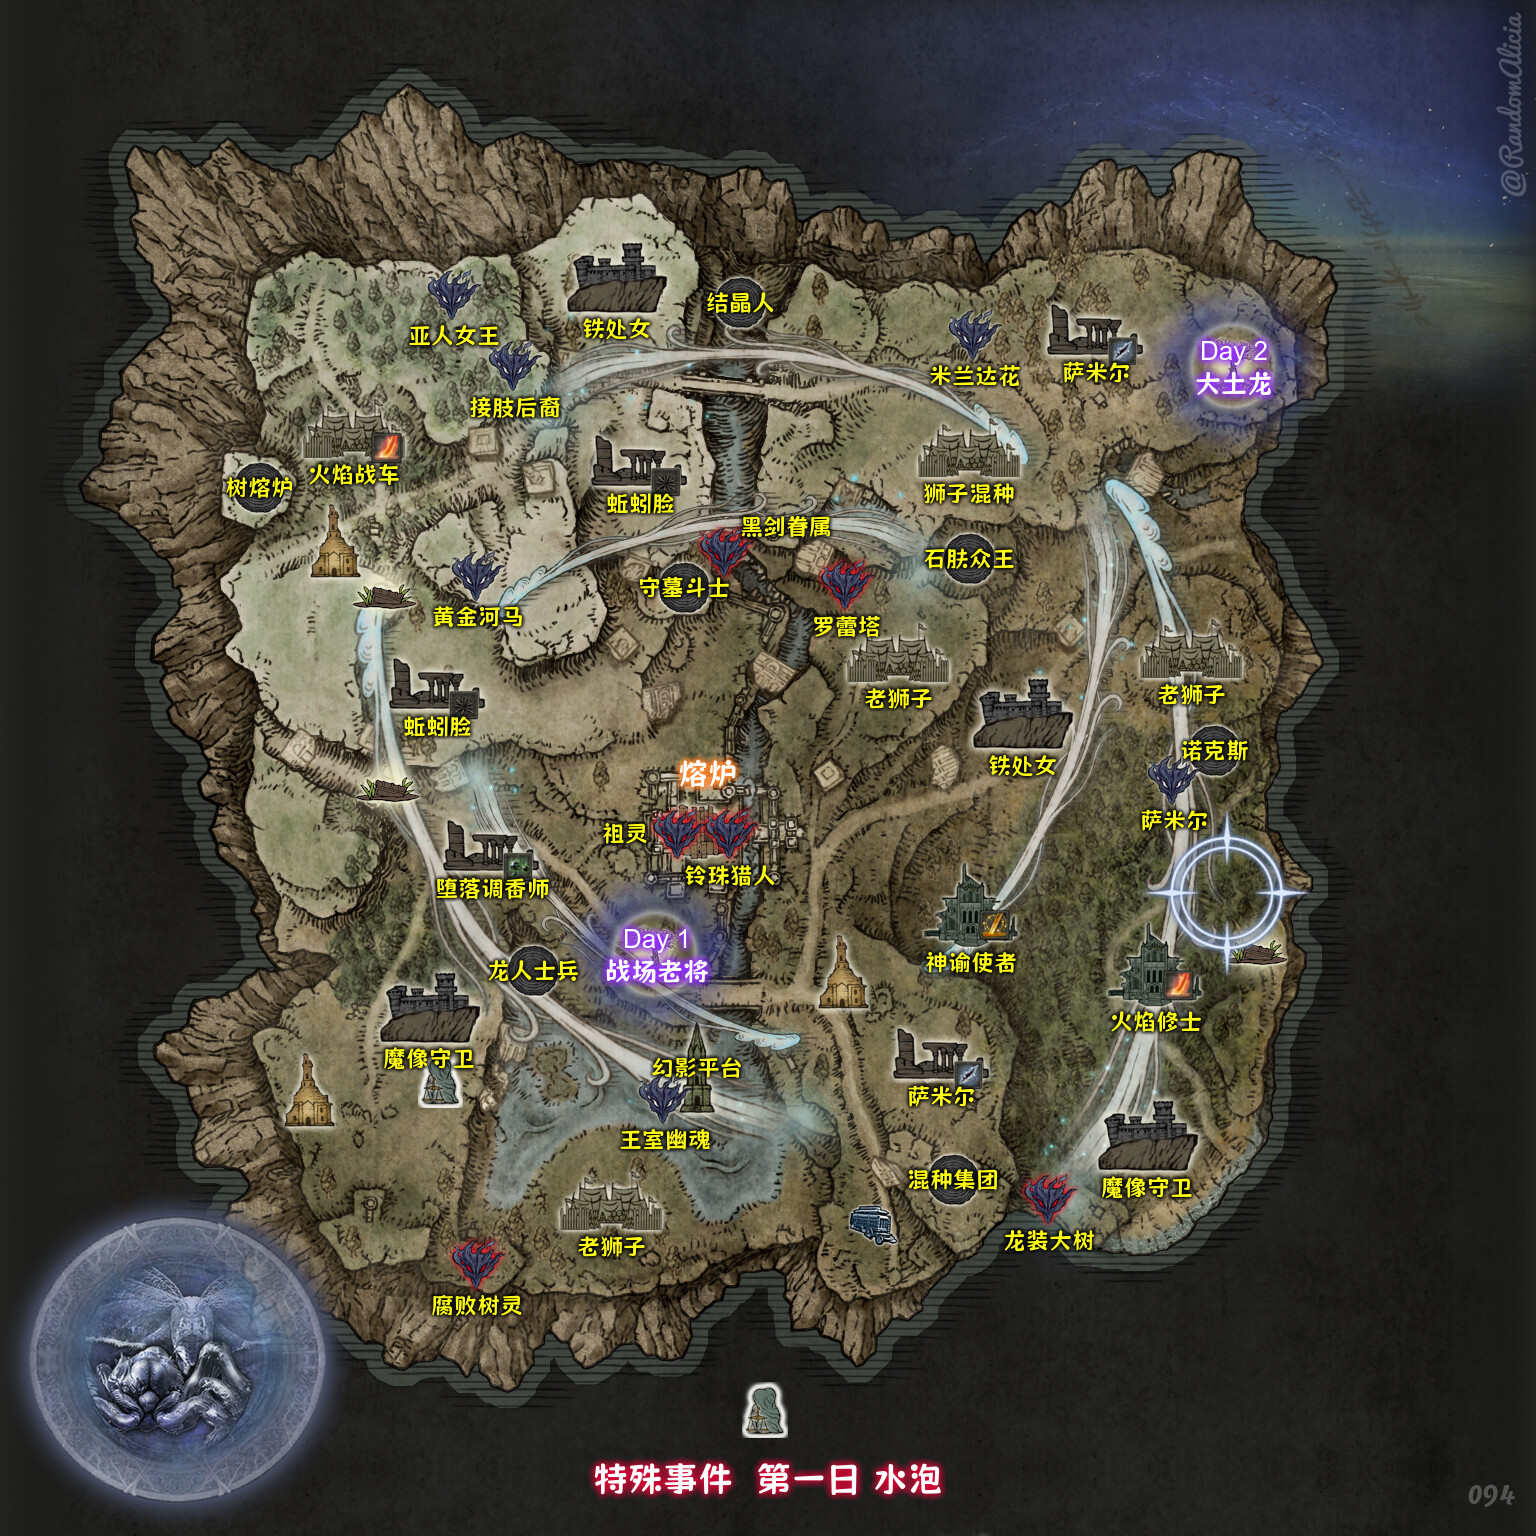 @RandomAlicia
结晶人
亚人女王
铁处女
米兰达花
萨米尔
Day 2
大土龙
接肢后裔
火焰战车
树熔炉
蚯蚓脸
狮子混种
黑剑眷属
石肤众王
守墓斗士
黄金河马
罗蕾塔
老狮子
老狮子
蚯蚓脸
诺克斯
铁处女
熔炉
萨米尔
祖灵
铃珠猎人
堕落调香师
Day 1
战场老将
龙人士兵
神谕使者
火焰修士
魔像守卫
幻影平台
萨米尔
王室幽魂
混种集团
魔像守卫
龙装大树
老狮子
腐败树灵
特殊事件 第一日 水泡
094